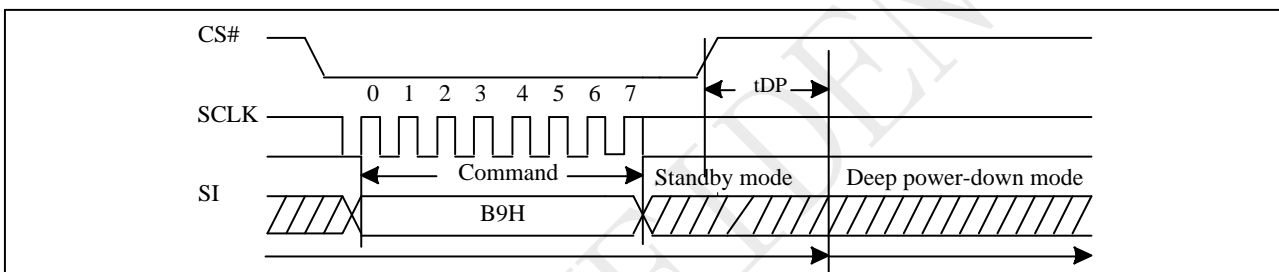 CS#
tDP
0 1 2 3 4 5 6 7
SCLK
Command
Standby mode
Deep power-down mode
SI
B9H